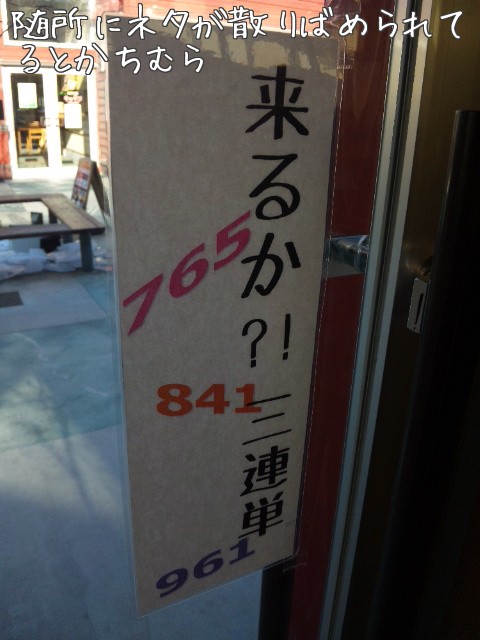 随所にネタが散りばめられて
るとかちむら
来るか?!三連単
765
841
961